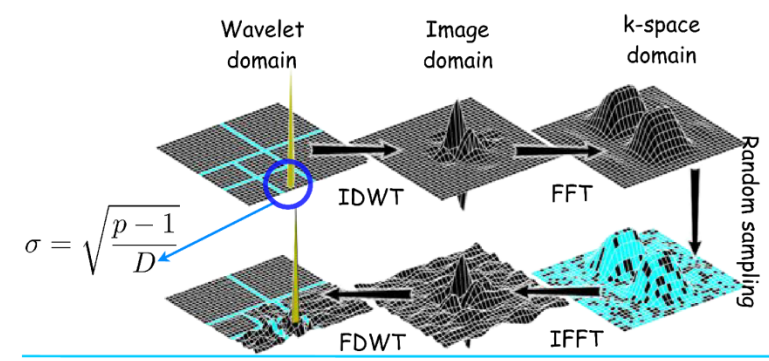 Wavelet
domain
Image
domain
k-space
domain
IDWT
FFT
Random sampling
σ = √((p − 1)/D)
FDWT
IFFT